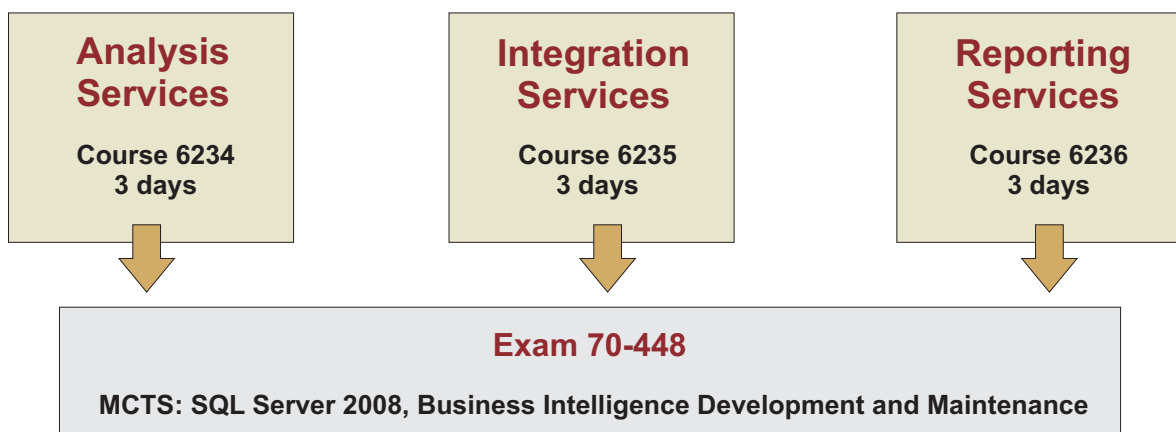 Analysis
Services
Course 6234
3 days
Integration
Services
Course 6235
3 days
Reporting
Services
Course 6236
3 days
Exam 70-448
MCTS: SQL Server 2008, Business Intelligence Development and Maintenance